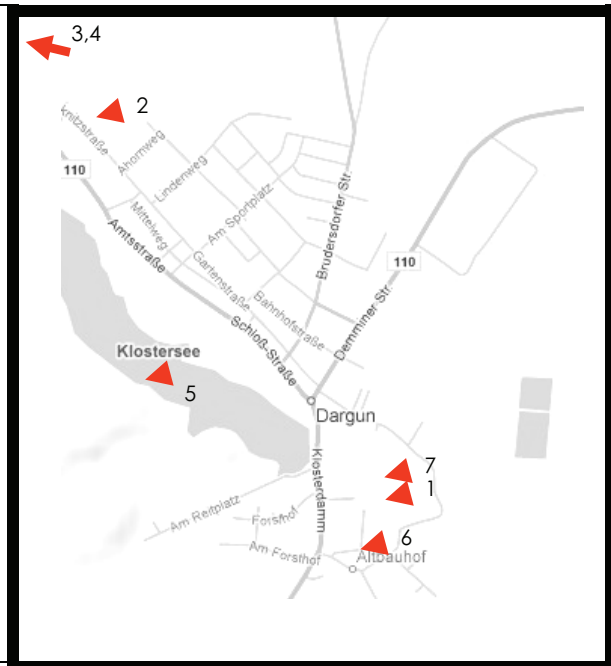 3,4
2
knitzstraße
Ahornweg
110
Lindenweg
Mittelweg
Am Sportplatz
Amtsstraße
Brudersdorfer Str.
Gartenstraße
110
Bahnhofstraße
Demminer Str.
Schloß-Straße
Klostersee
5
Dargun
Klosterdamm
7
1
Am Reitplatz
Forsthof
6
Am Forsthof
Altbauhof